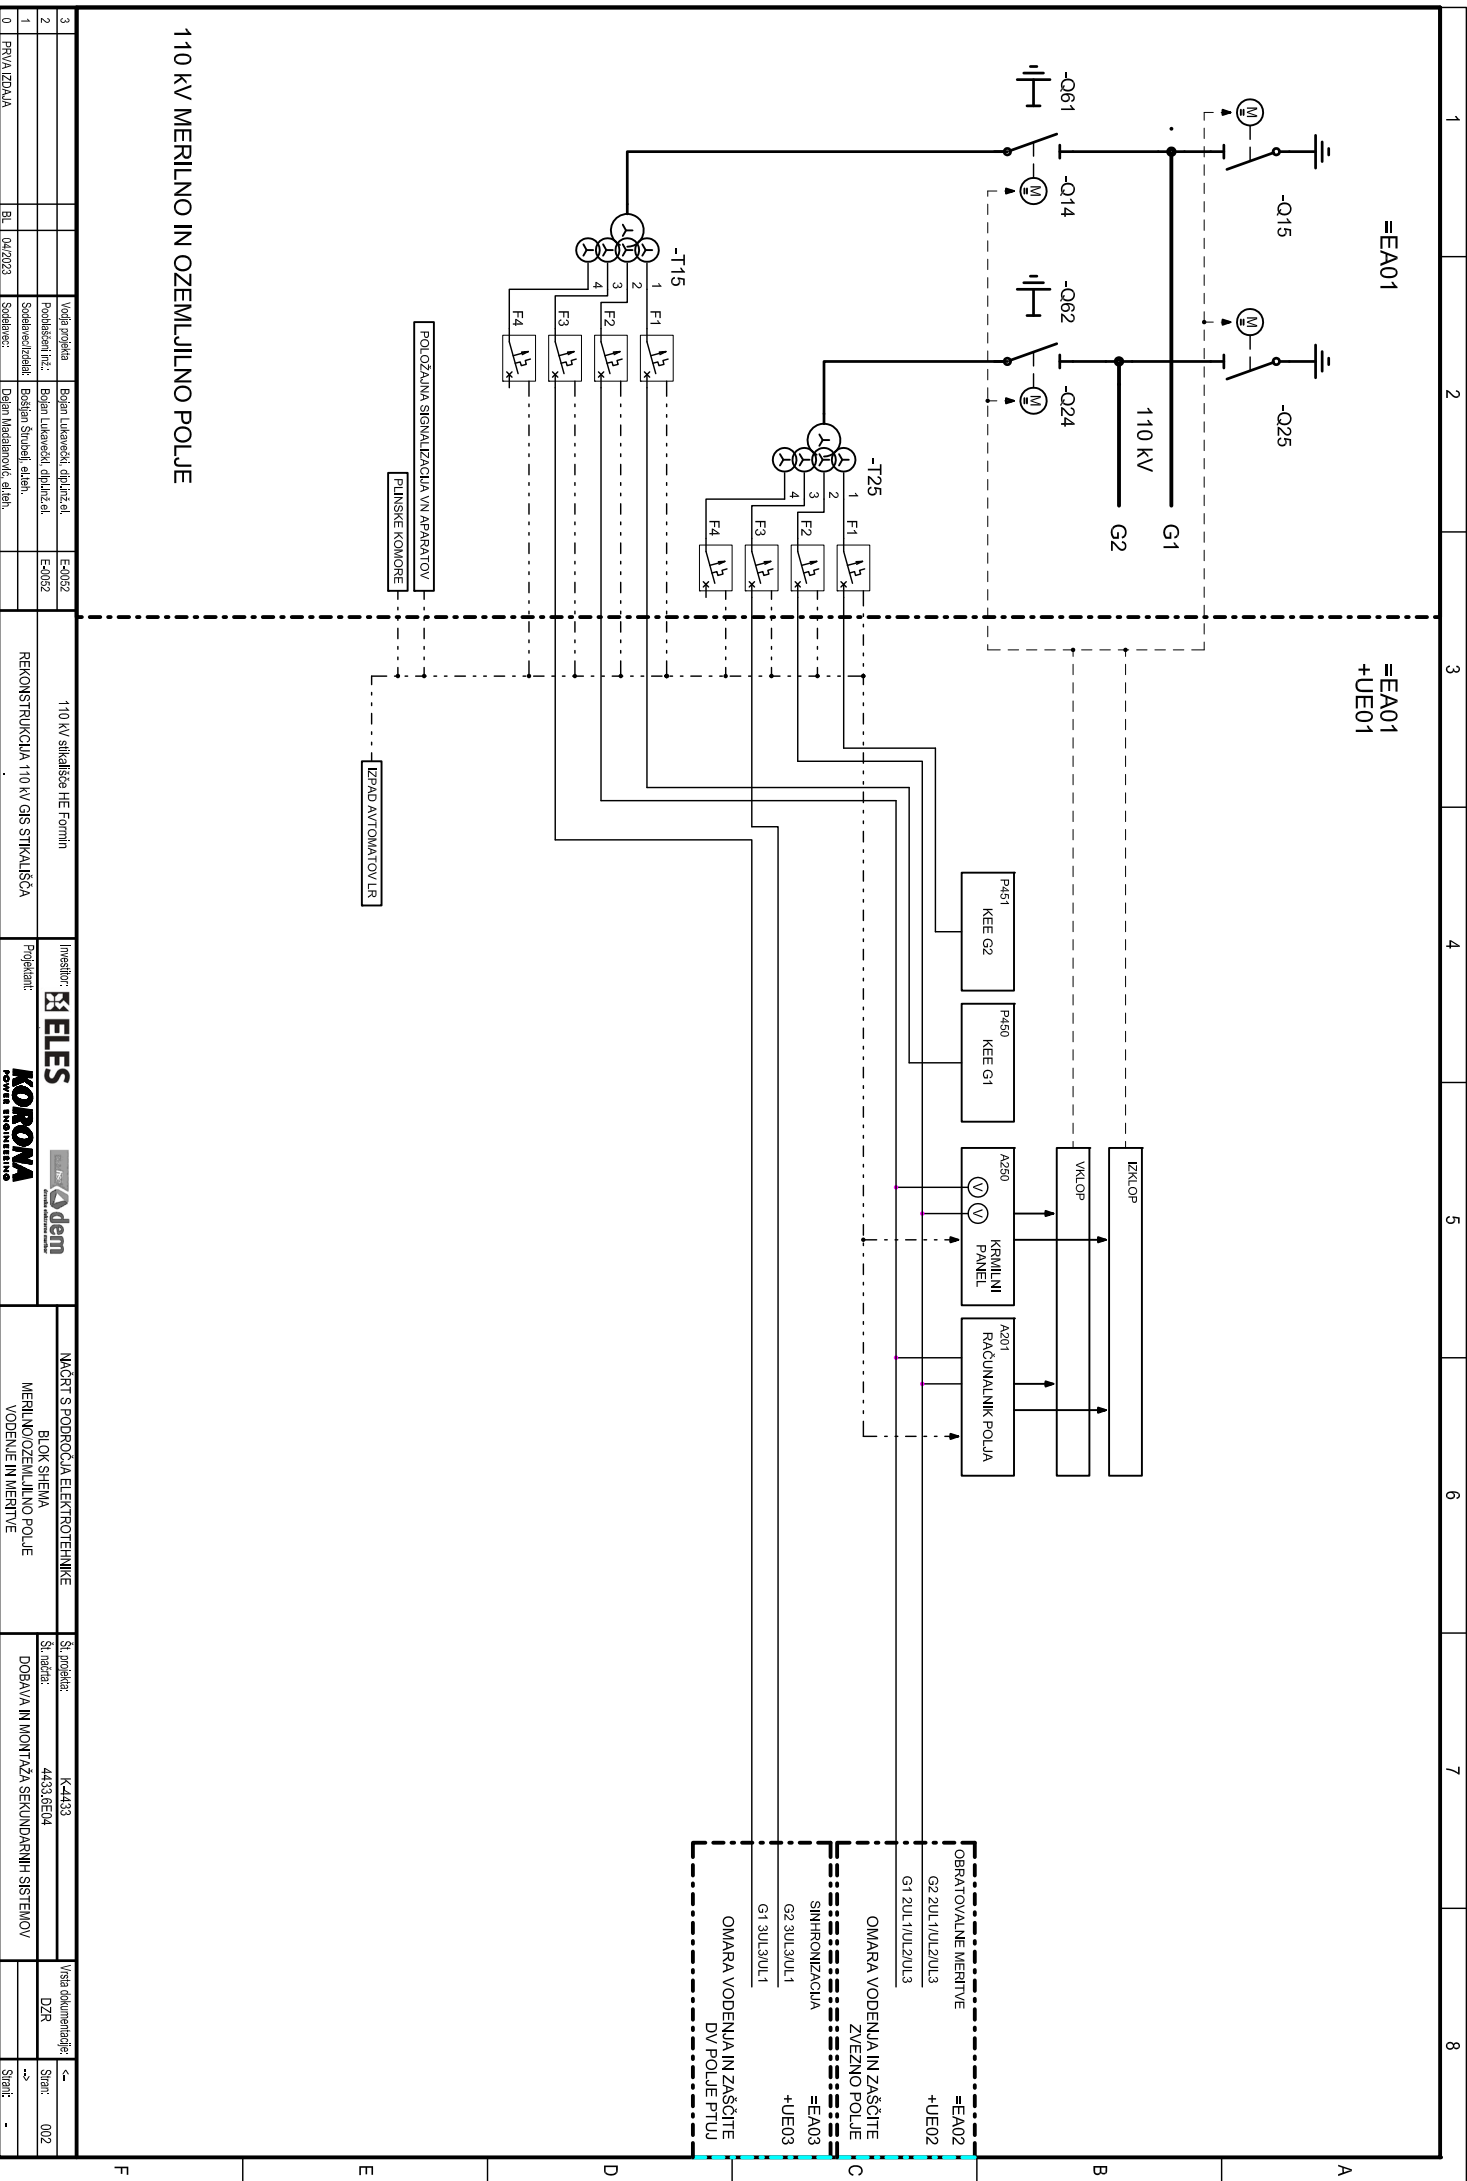 1
2
3
4
5
6
7
8
A
B
C
D
E
F
=EA01
=EA01
+UE01
-Q15
-Q25
M
=
M
=
G1
G2
110 kV
-Q61
-Q14
M
=
-Q62
-Q24
M
=
IZKLOP
VKLOP
P451
KEE G2
P450
KEE G1
A250
V
V
KRMILNI
PANEL
A201
RAČUNALNIK POLJA
-T15
1
2
3
4
F1
F2
F3
F4
-T25
1
2
3
4
F1
F2
F3
F4
OBRATOVALNE MERITVE
=EA02
G2 2UL1/UL2/UL3
+UE02
G1 2UL1/UL2/UL3
OMARA VODENJA IN ZAŠČITE
ZVEZNO POLJE
SINHRONIZACIJA
=EA03
G2 3UL3/UL1
+UE03
G1 3UL3/UL1
OMARA VODENJA IN ZAŠČITE
DV POLJE PTUJ
POLOŽAJNA SIGNALIZACIJA VN APARATOV
PLINSKE KOMORE
IZPAD AVTOMATOV LR
110 kV MERILNO IN OZEMLJILNO POLJE
3
2
1
0 PRVA IZDAJA BL 04/2023
Vodja projekta Bojan Lukavečki, dipl.inž.el. E-0052
Pooblaščeni inž.: Bojan Lukavečki, dipl.inž.el. E-0052
Sodelavec/Izdelal: Boštjan Štrubelj, el.teh.
Sodelavec: Dejan Madalanović, el.teh.
110 kV stikališče HE Formin
REKONSTRUKCIJA 110 kV GIS STIKALIŠČA
.
Investitor:
ELES
dem
Projektant:
KORONA
POWER ENGINEERING
NAČRT S PODROČJA ELEKTROTEHNIKE
BLOK SHEMA
MERILNO/OZEMLJILNO POLJE
VODENJE IN MERITVE
Št. projekta: K-4433
Št. načrta: 4433.6E04
DOBAVA IN MONTAŽA SEKUNDARNIH SISTEMOV
Vrsta dokumentacije:
DZR
<-
Stran: 002
->
Strani: -